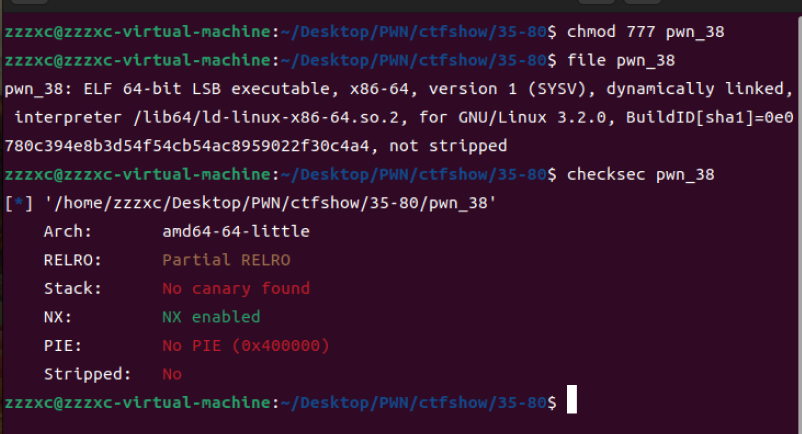 zzzxc@zzzxc-virtual-machine:~/Desktop/PWN/ctfshow/35-80$ chmod 777 pwn_38
zzzxc@zzzxc-virtual-machine:~/Desktop/PWN/ctfshow/35-80$ file pwn_38
pwn_38: ELF 64-bit LSB executable, x86-64, version 1 (SYSV), dynamically linked,
 interpreter /lib64/ld-linux-x86-64.so.2, for GNU/Linux 3.2.0, BuildID[sha1]=0e0
780c394e8b3d54f54cb54ac8959022f30c4a4, not stripped
zzzxc@zzzxc-virtual-machine:~/Desktop/PWN/ctfshow/35-80$ checksec pwn_38
[*] '/home/zzzxc/Desktop/PWN/ctfshow/35-80/pwn_38'
    Arch:       amd64-64-little
    RELRO:      Partial RELRO
    Stack:      No canary found
    NX:         NX enabled
    PIE:        No PIE (0x400000)
    Stripped:   No
zzzxc@zzzxc-virtual-machine:~/Desktop/PWN/ctfshow/35-80$